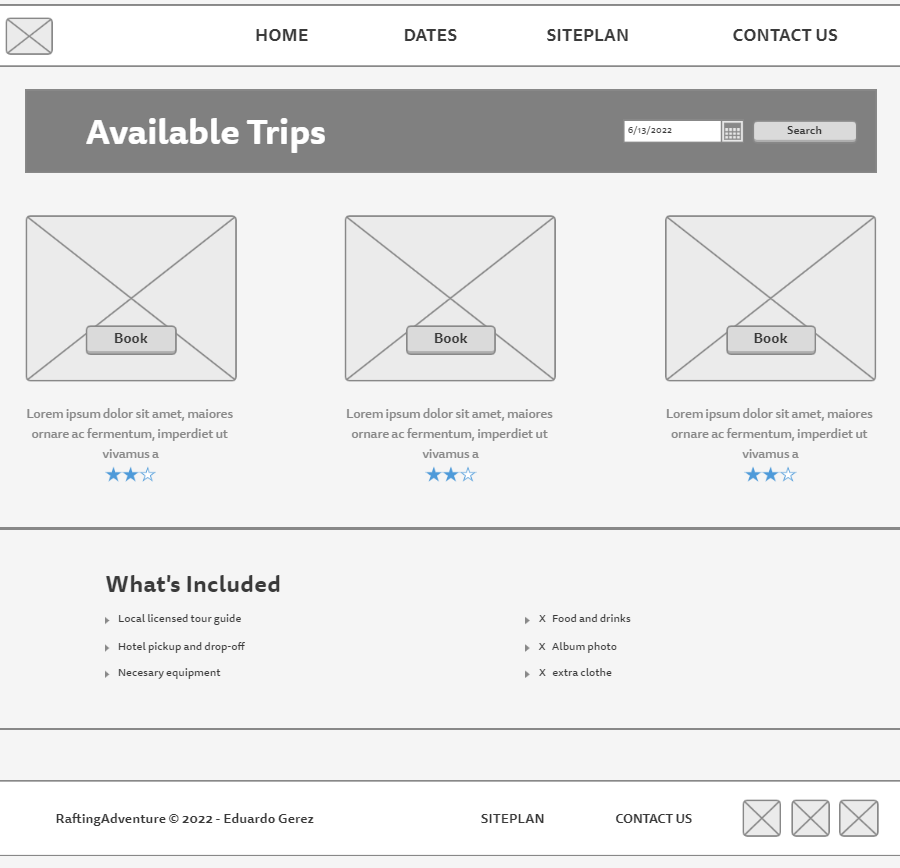 HOME DATES SITEPLAN CONTACT US
Available Trips
6/13/2022 Search
Book Book Book
Lorem ipsum dolor sit amet, maiores
ornare ac fermentum, imperdiet ut
vivamus a
Lorem ipsum dolor sit amet, maiores
ornare ac fermentum, imperdiet ut
vivamus a
Lorem ipsum dolor sit amet, maiores
ornare ac fermentum, imperdiet ut
vivamus a
What's Included
Local licensed tour guide
Hotel pickup and drop-off
Necesary equipment
X Food and drinks
X Album photo
X extra clothe
RaftingAdventure © 2022 - Eduardo Gerez SITEPLAN CONTACT US